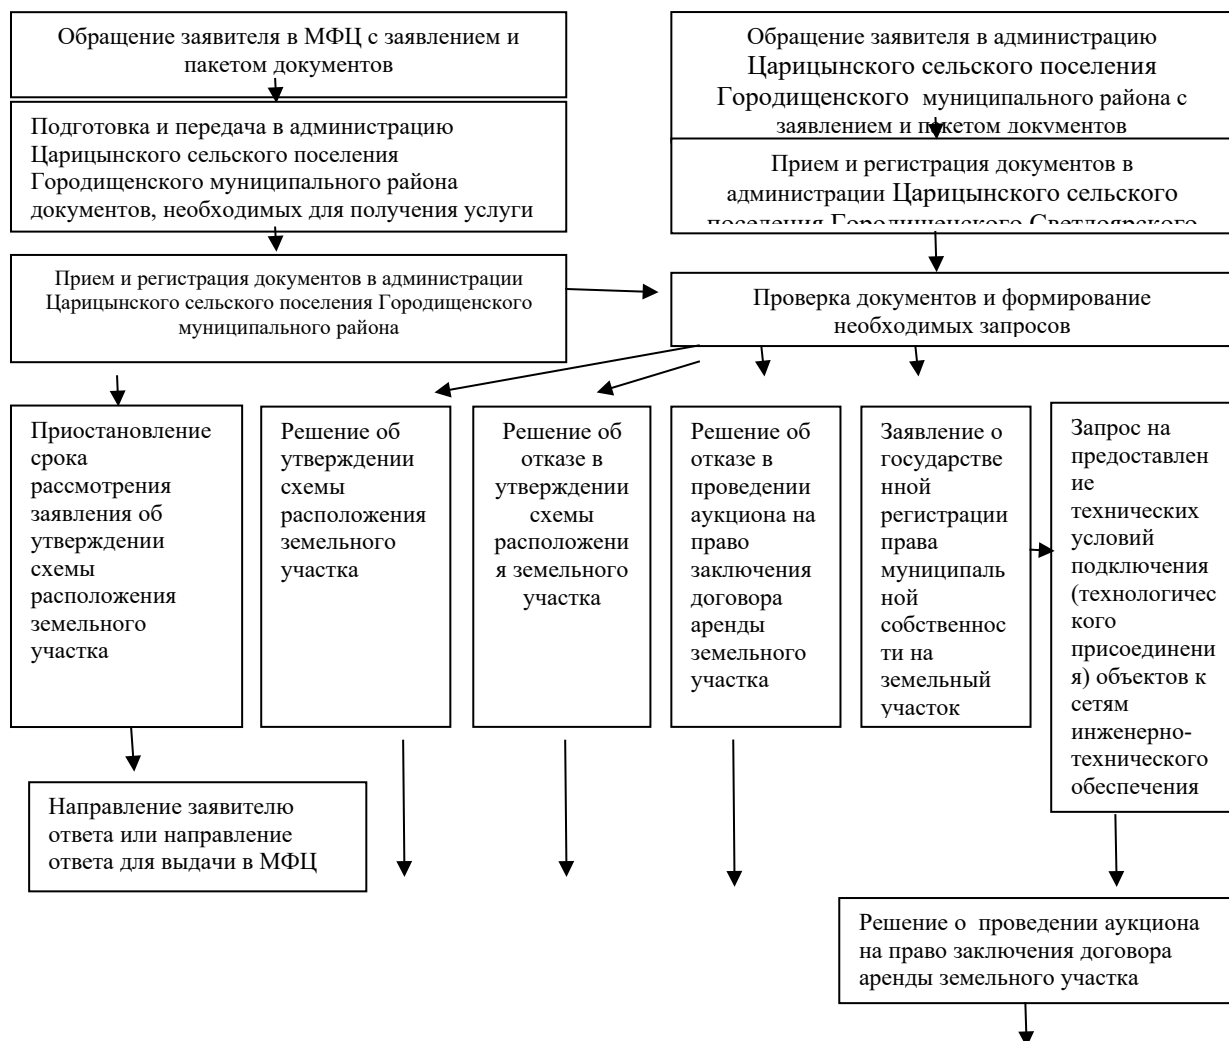 Обращение заявителя в МФЦ с заявлением и
пакетом документов
Обращение заявителя в администрацию
Царицынского сельского поселения
Городищенского муниципального района с
заявлением и пакетом документов
Подготовка и передача в администрацию
Царицынского сельского поселения
Городищенского муниципального района
документов, необходимых для получения услуги
Прием и регистрация документов в
администрации Царицынского сельского
поселения Городищенского Светлоярского
Прием и регистрация документов в администрации
Царицынского сельского поселения Городищенского
муниципального района
Проверка документов и формирование
необходимых запросов
Приостановление
срока
рассмотрения
заявления об
утверждении
схемы
расположения
земельного
участка
Решение об
утверждении
схемы
расположения
земельного
участка
Решение об
отказе в
утверждении
схемы
расположени
я земельного
участка
Решение об
отказе в
проведении
аукциона на
право
заключения
договора
аренды
земельного
участка
Заявление о
государстве
нной
регистрации
права
муниципаль
ной
собственнос
ти на
земельный
участок
Запрос на
предоставлен
ие
технических
условий
подключения
(технологичес
кого
присоединени
я) объектов к
сетям
инженерно-
технического
обеспечения
Направление заявителю
ответа или направление
ответа для выдачи в МФЦ
Решение о проведении аукциона
на право заключения договора
аренды земельного участка